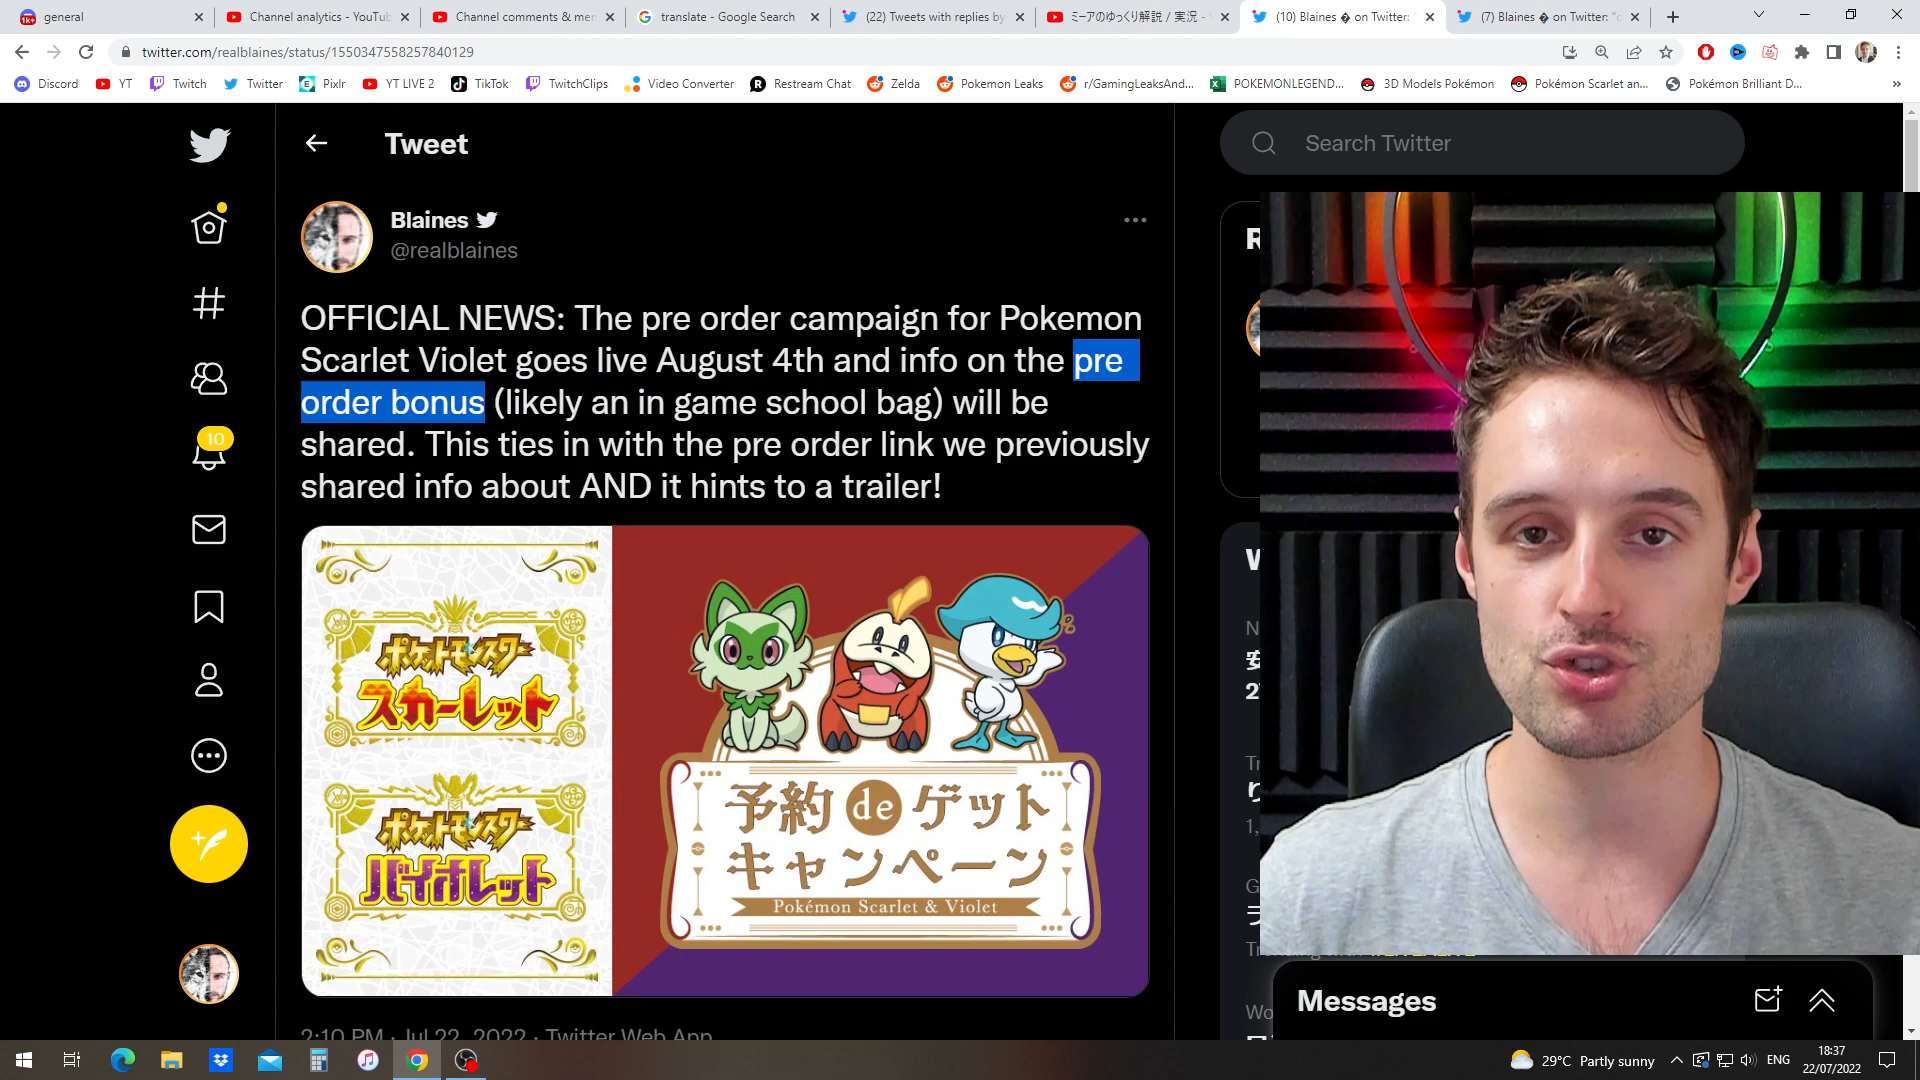 general
Channel analytics - YouTub
Channel comments & men
translate - Google Search
(22) Tweets with replies by
ミーアのゆっくり解説 / 実況 -
(10) Blaines � on Twitter: "
(7) Blaines � on Twitter: "c
twitter.com/realblaines/status/1550347558257840129
Discord
YT
Twitch
Twitter
Pixlr
YT LIVE 2
TikTok
TwitchClips
Video Converter
Restream Chat
Zelda
Pokemon Leaks
r/GamingLeaksAnd...
POKEMONLEGEND...
3D Models Pokémon
Pokémon Scarlet an...
Pokémon Brilliant D...
Tweet
Search Twitter
Blaines
@realblaines
OFFICIAL NEWS: The pre order campaign for Pokemon
Scarlet Violet goes live August 4th and info on the pre
order bonus (likely an in game school bag) will be
shared. This ties in with the pre order link we previously
shared info about AND it hints to a trailer!
10
ポケットモンスター
スカーレット
ポケットモンスター
バイオレット
予約 de ゲット
キャンペーン
Pokémon Scarlet & Violet
2:10 PM · Jul 22, 2022 · Twitter Web App
Messages
29°C Partly sunny
ENG
18:37
22/07/2022